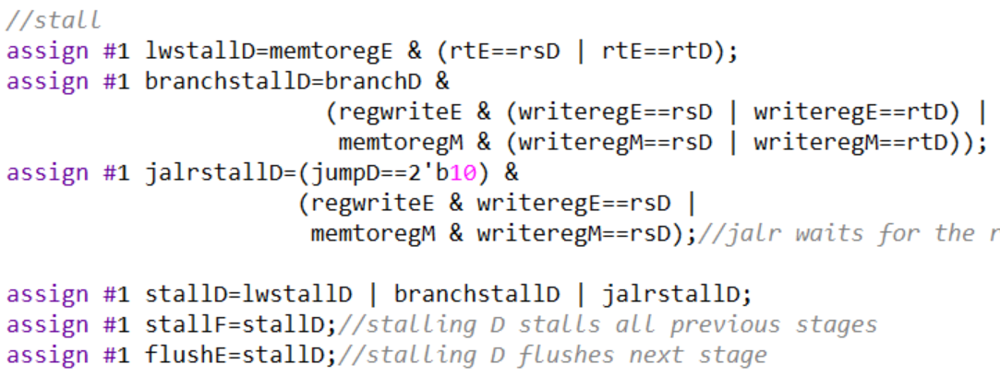 //stall
assign #1 lwstallD=memtoregE & (rtE==rsD | rtE==rtD);
assign #1 branchstallD=branchD &
(regwriteE & (writeregE==rsD | writeregE==rtD) |
memtoregM & (writeregM==rsD | writeregM==rtD));
assign #1 jalrstallD=(jumpD==2'b10) &
(regwriteE & writeregE==rsD |
memtoregM & writeregM==rsD);//jalr waits for the r
assign #1 stallD=lwstallD | branchstallD | jalrstallD;
assign #1 stallF=stallD;//stalling D stalls all previous stages
assign #1 flushE=stallD;//stalling D flushes next stage